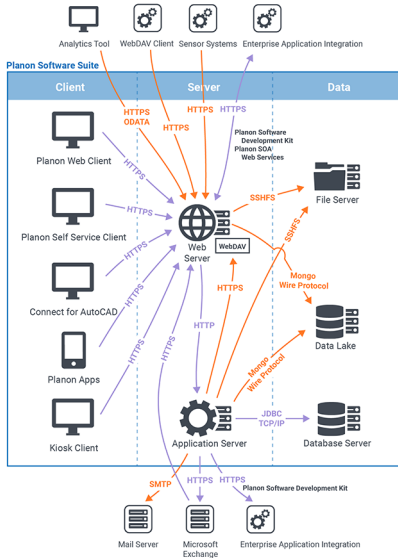 Analytics Tool
WebDAV Client
Sensor Systems
Enterprise Application Integration
Planon Software Suite
Client
Server
Data
HTTPS
ODATA
HTTPS
HTTPS
HTTPS
Planon Software
Development Kit
Planon SOA
Web Services
HTTPS
Planon Web Client
SSHFS
File Server
HTTPS
Planon Self Service Client
SSHFS
Web
Server
WebDAV
HTTPS
Connect for AutoCAD
Mongo
Wire Protocol
HTTPS
HTTPS
HTTP
Data Lake
HTTPS
HTTPS
Planon Apps
Mongo
Wire Protocol
Kiosk Client
Application Server
JDBC
TCP/IP
Database Server
SMTP
HTTPS
HTTPS
Planon Software Development Kit
Mail Server
Microsoft
Exchange
Enterprise Application Integration